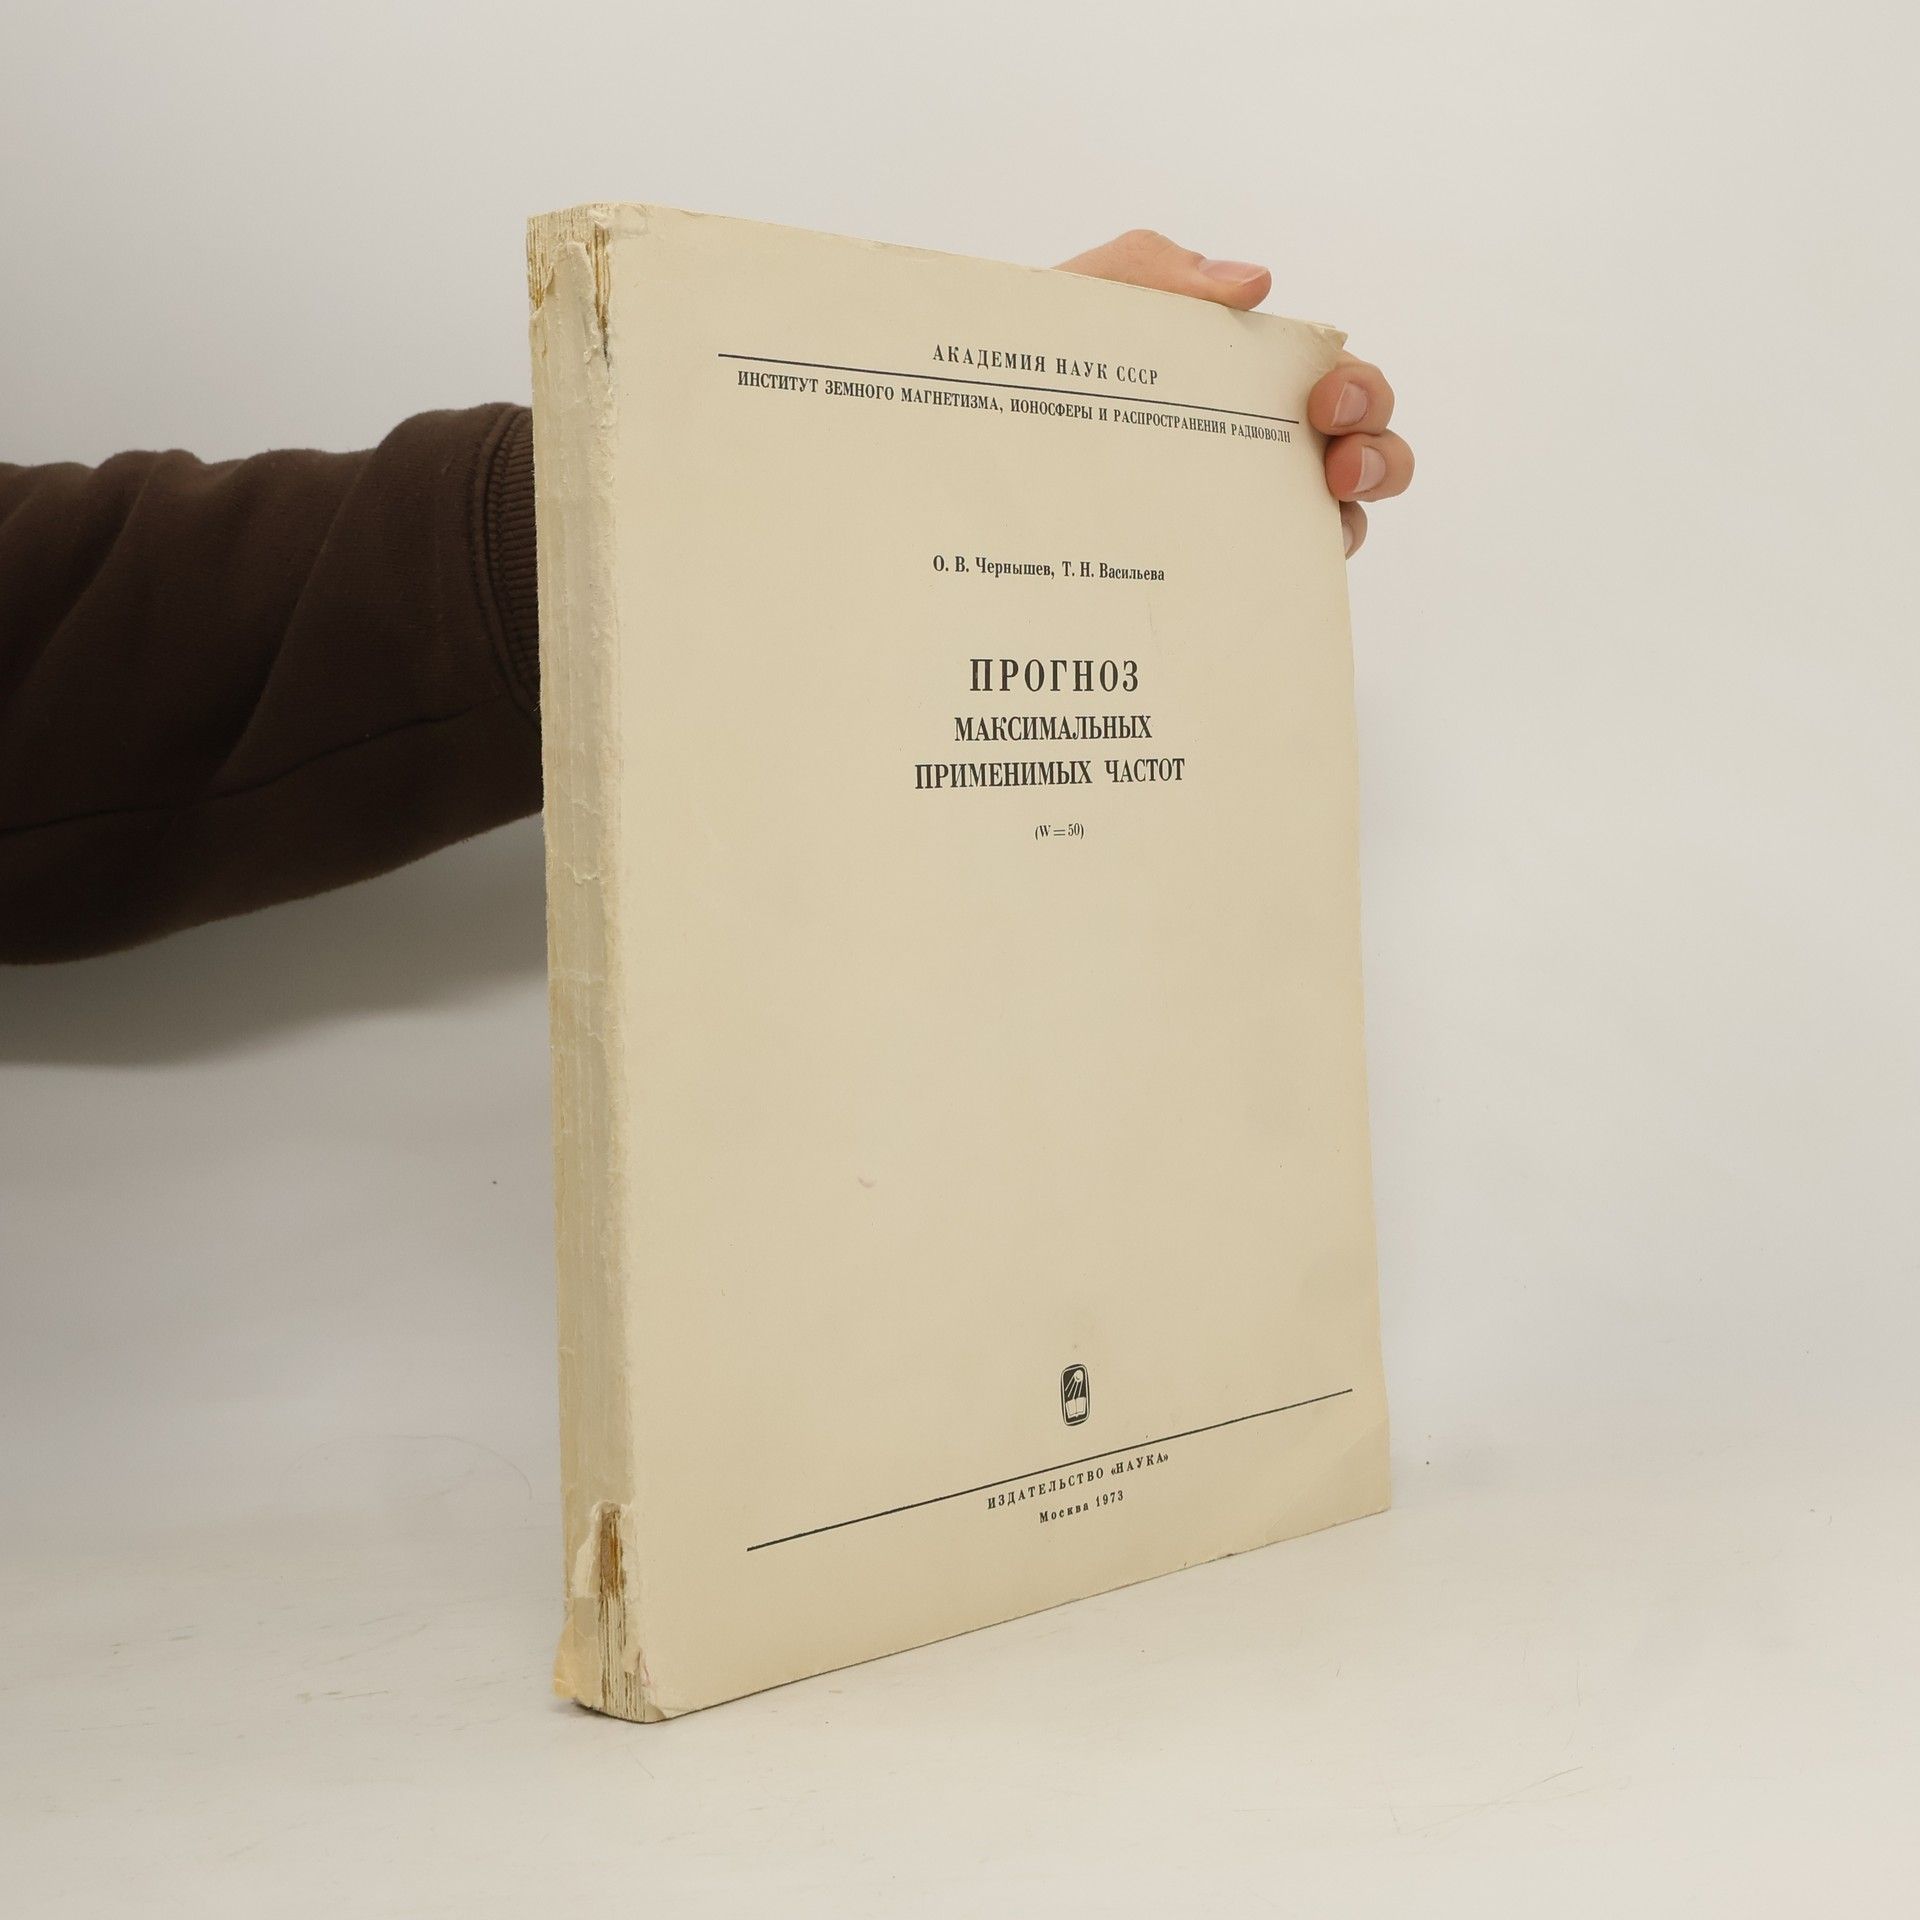 АКАДЕМИЯ НАУК СССР
ИНСТИТУТ ЗЕМНОГО МАГНЕТИЗМА, ИОНОСФЕРЫ И РАСПРОСТРАНЕНИЯ РАДИОВОЛН
О. В. Чернышев, Т. Н. Васильева
ПРОГНОЗ
МАКСИМАЛЬНЫХ
ПРИМЕНИМЫХ ЧАСТОТ
(W=50)
ИЗДАТЕЛЬСТВО «НАУКА»
Москва 1973